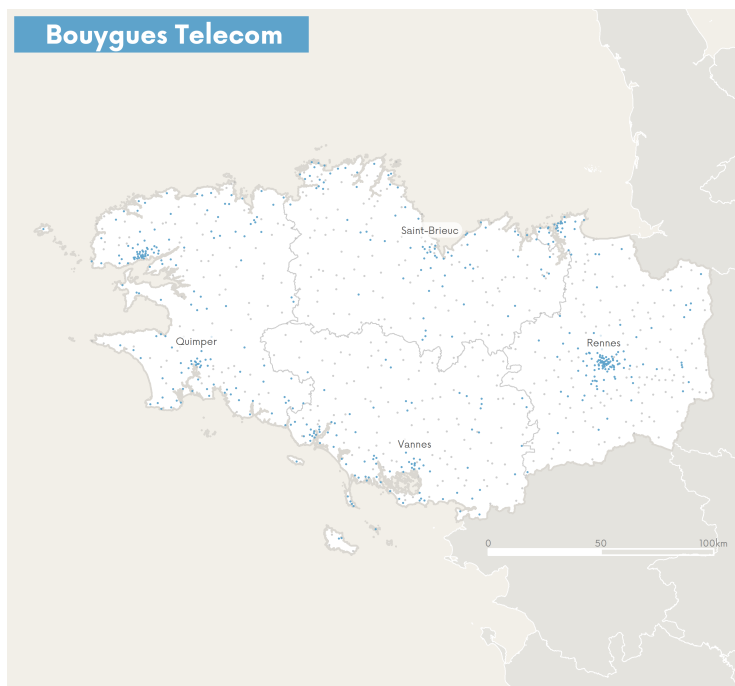 Bouygues Telecom
Saint-Brieuc
Quimper
Rennes
Vannes
0 50 100km